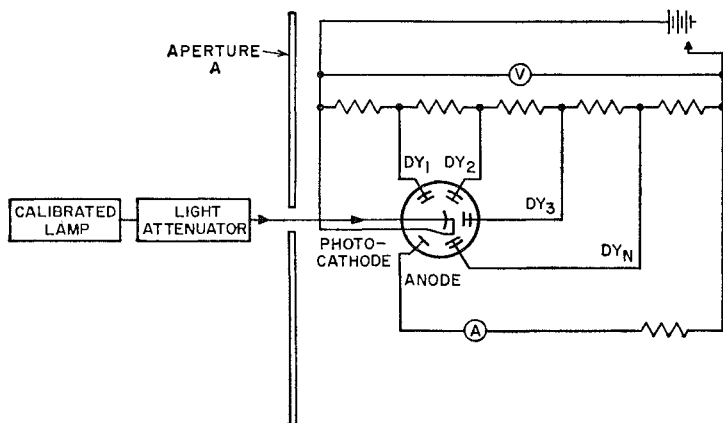 APERTURE
A
V
DY1
DY2
DY3
CALIBRATED
LAMP
LIGHT
ATTENUATOR
PHOTO-
CATHODE
DYN
ANODE
A